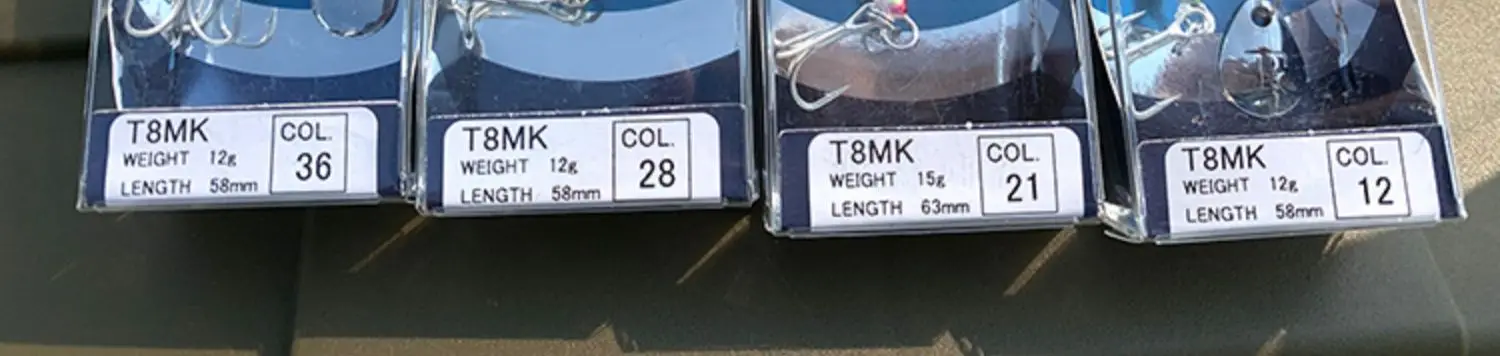 T8MK
WEIGHT 12g
LENGTH 58mm
COL.
36
T8MK
WEIGHT 12g
LENGTH 58mm
COL.
28
T8MK
WEIGHT 15g
LENGTH 63mm
COL.
21
T8MK
WEIGHT 12g
LENGTH 58mm
COL.
12